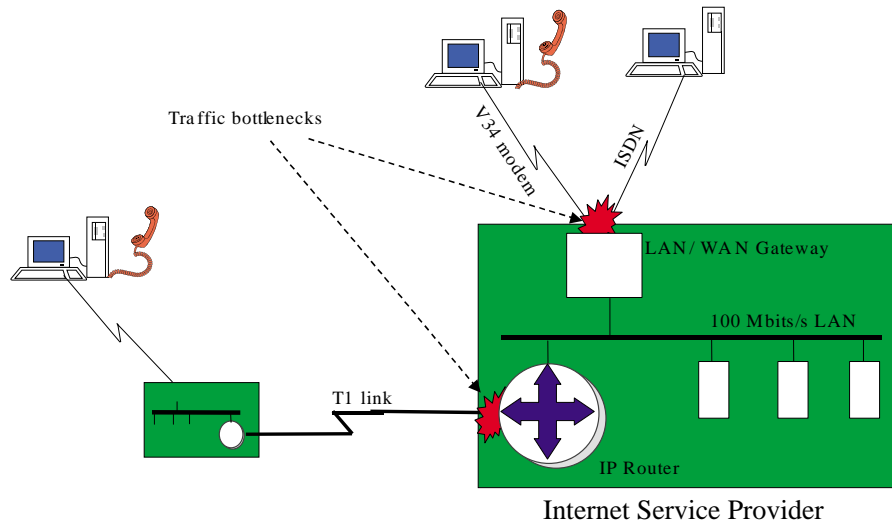 Traffic bottlenecks
V34 modem
ISDN
LAN/WAN Gateway
100 Mbits/s LAN
T1 link
IP Router
Internet Service Provider